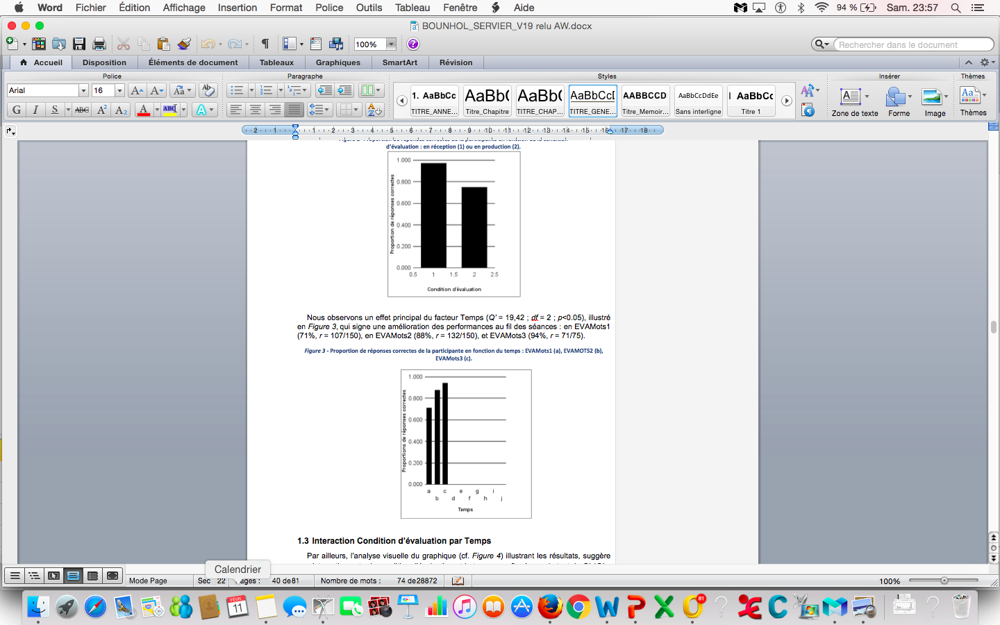 Word Fichier Édition Affichage Insertion Format Police Outils Tableau Fenêtre Aide 94 % Sam. 23:57
BOUNHOL_SERVIER_V19 relu AW.docx
100% Rechercher dans le document
Accueil Disposition Éléments de document Tableaux Graphiques SmartArt Révision
Police Paragraphe Styles Insérer Thèmes
Arial 16
1. AaBbCc AaBb( AaBb( AaBbCcD AABBCCD AaBbCcDdEe I AaBbCc
TITRE_ANNE... Titre_Chapitre TITRE_CHAP... TITRE_GENE... Titre_Memoir... Sans interligne Titre 1
Zone de texte Forme Image Thèmes
G I S ABC A2 A2 A ABC A
2 1 1 2 3 4 5 6 7 8 9 10 11 12 13 14 15 16 17 18
d'évaluation : en réception (1) ou en production (2).
Proportion de réponses correctes
1.000
0.800
0.600
0.400
0.200
0.000
0.5 1 1.5 2 2.5
Condition d'évaluation
Nous observons un effet principal du facteur Temps (Q' = 19,42 ; df = 2 ; p<0.05), illustré
en Figure 3, qui signe une amélioration des performances au fil des séances : en EVAMots1
(71%, r = 107/150), en EVAMots2 (88%, r = 132/150), et EVAMots3 (94%, r = 71/75).
Figure 3 - Proportion de réponses correctes de la participante en fonction du temps : EVAMots1 (a), EVAMOTS2 (b),
EVAMots3 (c).
Proportions de réponses correctes
1.000
0.800
0.600
0.400
0.200
0.000
a c e g i
b d f h j
Temps
1.3 Interaction Condition d'évaluation par Temps
Par ailleurs, l'analyse visuelle du graphique (cf. Figure 4) illustrant les résultats, suggère
Calendrier
Mode Page Sec 22 ages : 40 de81 Nombre de mots : 74 de28872 100%
FÉVR.
11
81